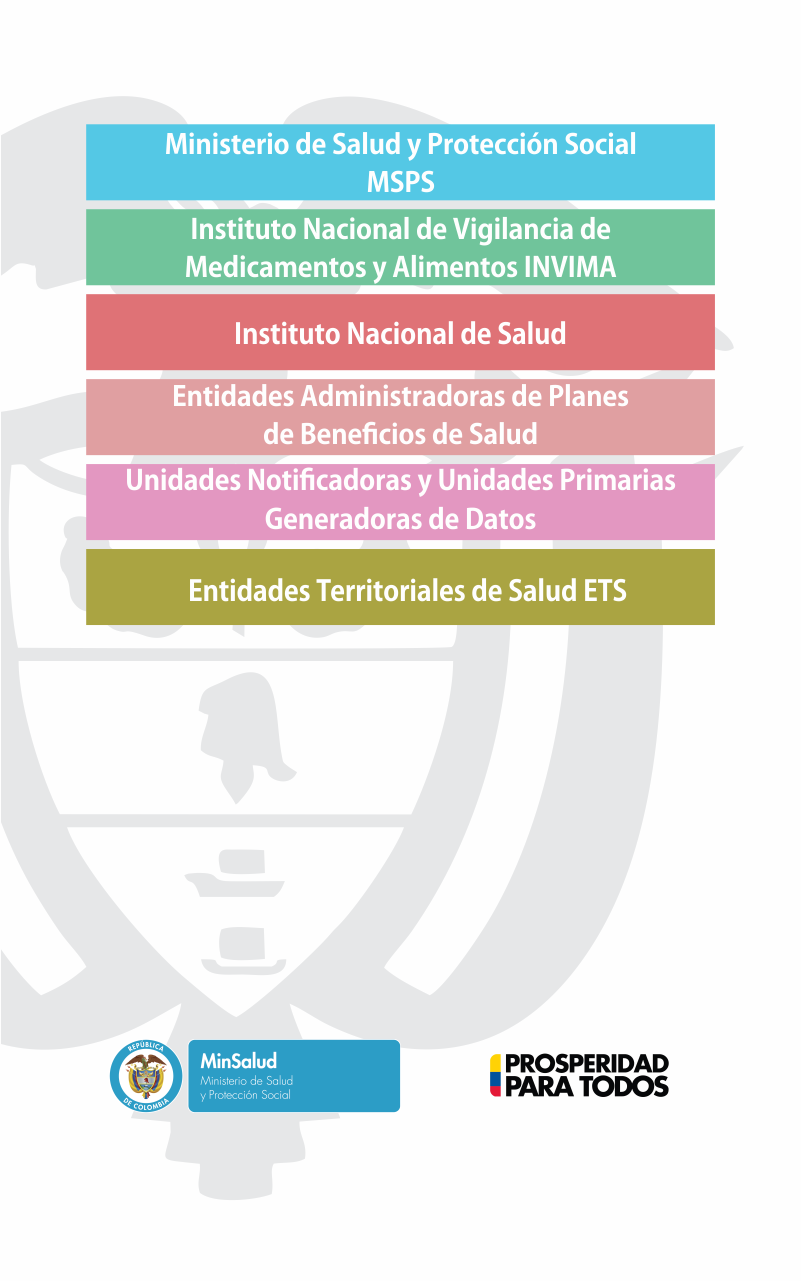 Ministerio de Salud y Protección Social
MSPS
Instituto Nacional de Vigilancia de
Medicamentos y Alimentos INVIMA
Instituto Nacional de Salud
Entidades Administradoras de Planes
de Beneficios de Salud
Unidades Notificadoras y Unidades Primarias
Generadoras de Datos
Entidades Territoriales de Salud ETS
REPÚBLICA
DE COLOMBIA
MinSalud
Ministerio de Salud
y Protección Social
PROSPERIDAD
PARA TODOS